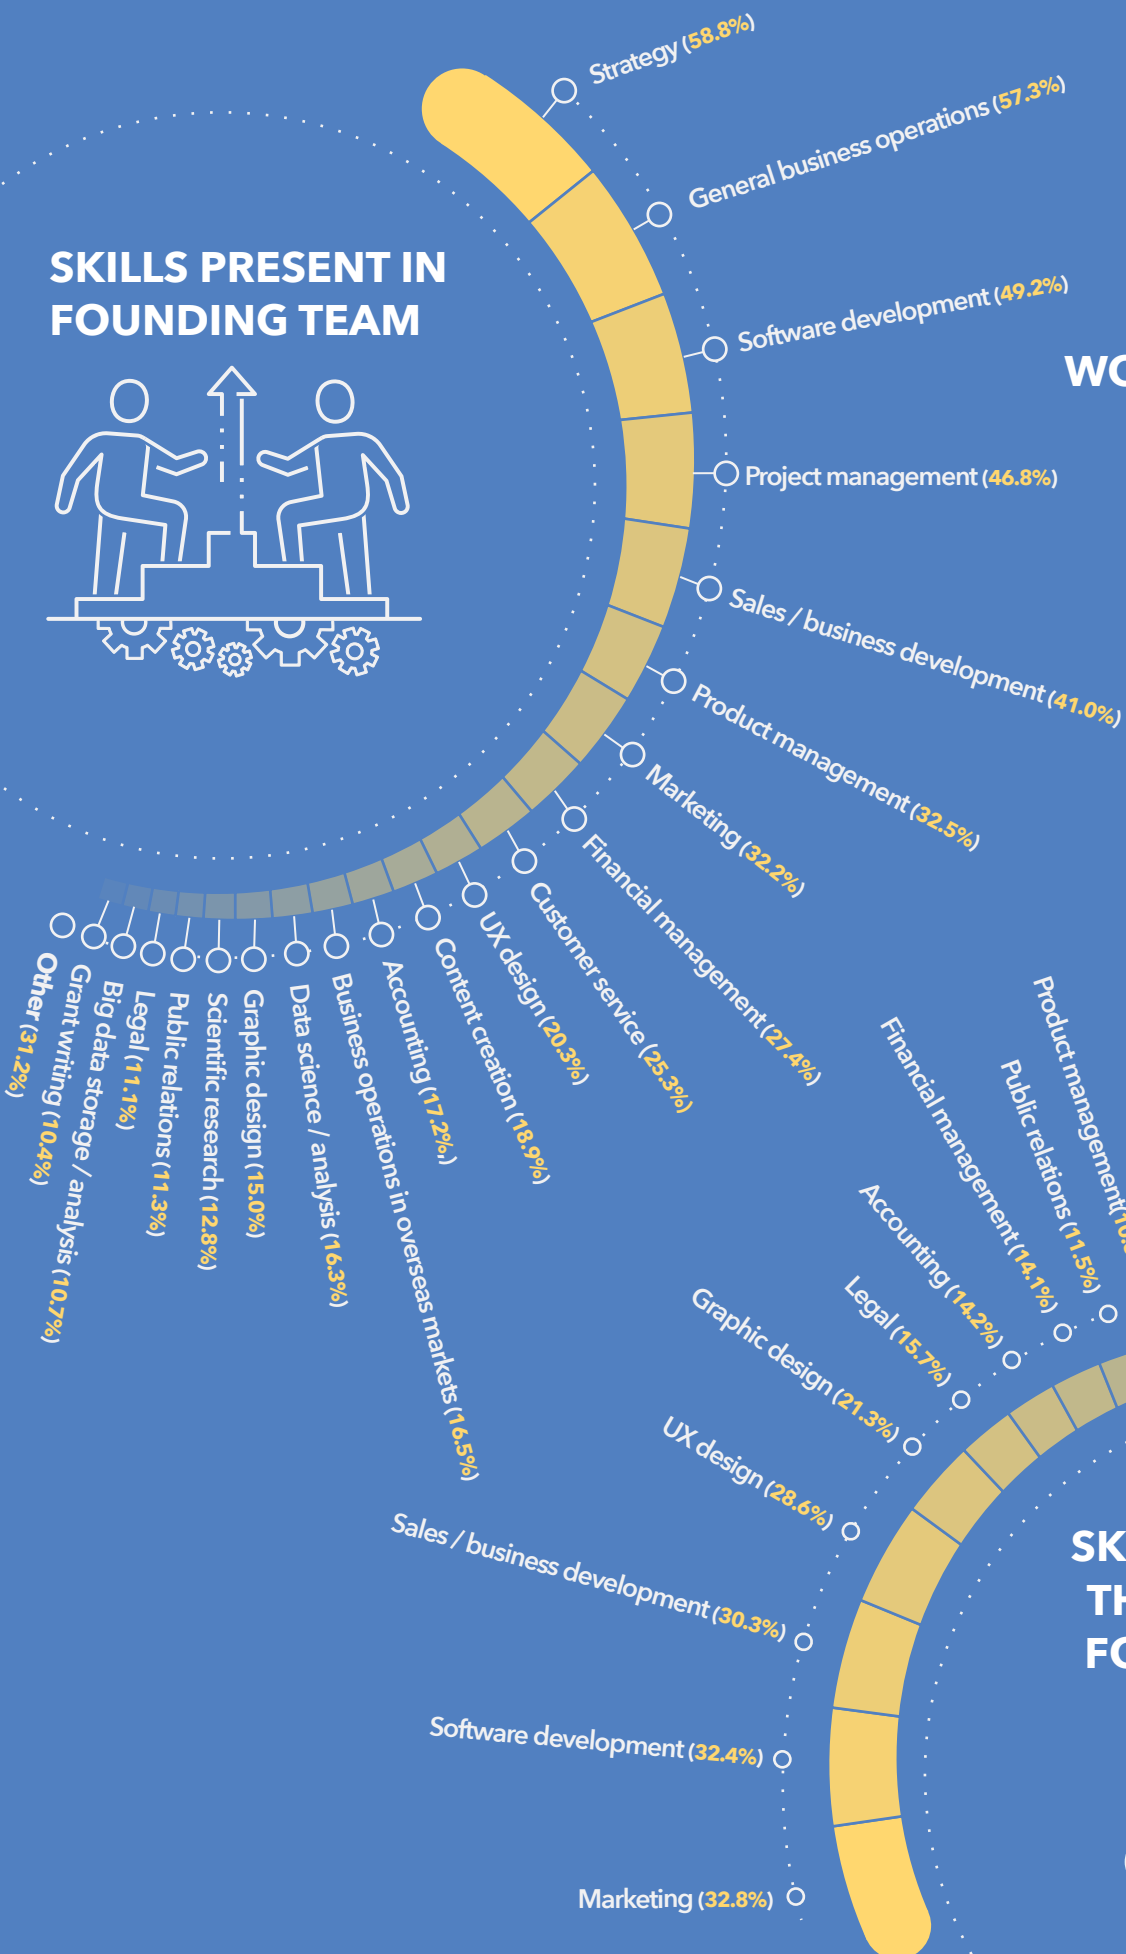 SKILLS PRESENT IN
FOUNDING TEAM
Strategy (58.8%)
General business operations (57.3%)
Software development (49.2%)
Project management (46.8%)
Sales / business development (41.0%)
Product management (32.5%)
Marketing (32.2%)
Financial management (27.4%)
Customer service (25.3%)
UX design (20.3%)
Content creation (18.9%)
Accounting (17.2%,)
Business operations in overseas markets (16.5%)
Data science / analysis (16.3%)
Graphic design (15.0%)
Scientific research (12.8%)
Public relations (11.3%)
Legal (11.1%)
Big data storage / analysis (10.7%)
Grant writing (10.4%)
Other (31.2%)
WO
Product management(10.
Public relations (11.5%)
Financial management(14.1%)
Accounting (14.2%)
Legal (15.7%)
Graphic design (21.3%)
UX design (28.6%)
Sales / business development (30.3%)
Software development (32.4%)
Marketing (32.8%)
SK
TH
FO